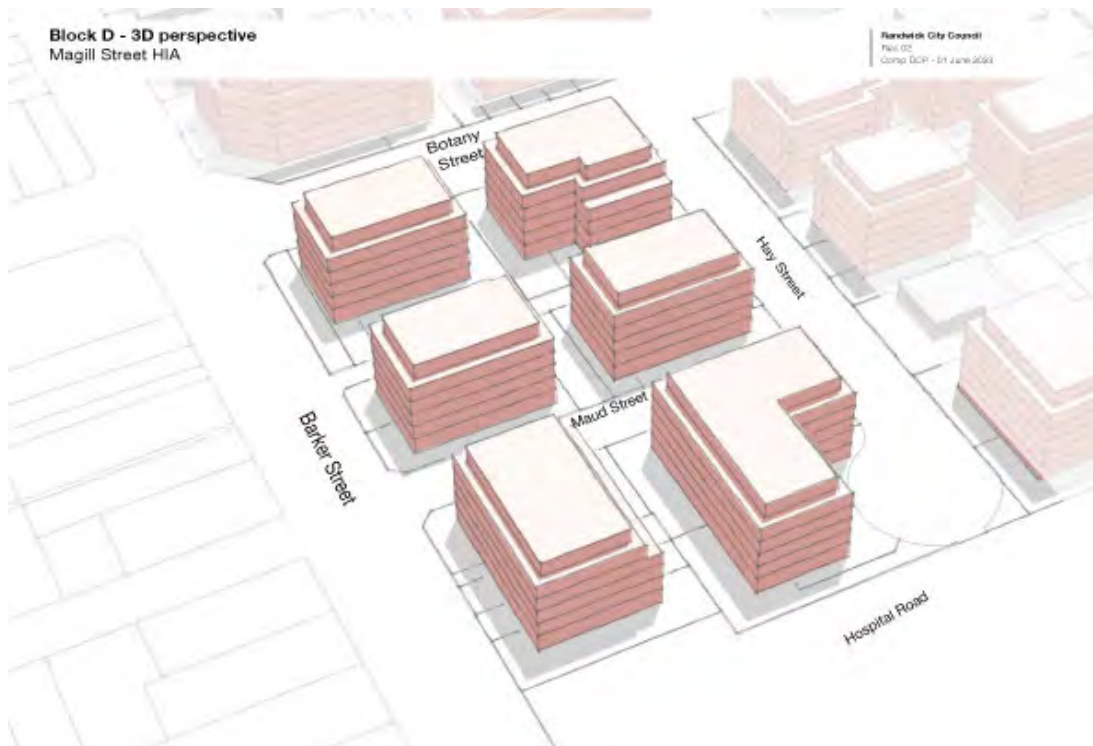 Block D - 3D perspective
Magill Street HIA
Randwick City Council
Rev 02
Comp DCP - 01 June 2023
Botany
Street
Hay Street
Maud Street
Barker Street
Hospital Road